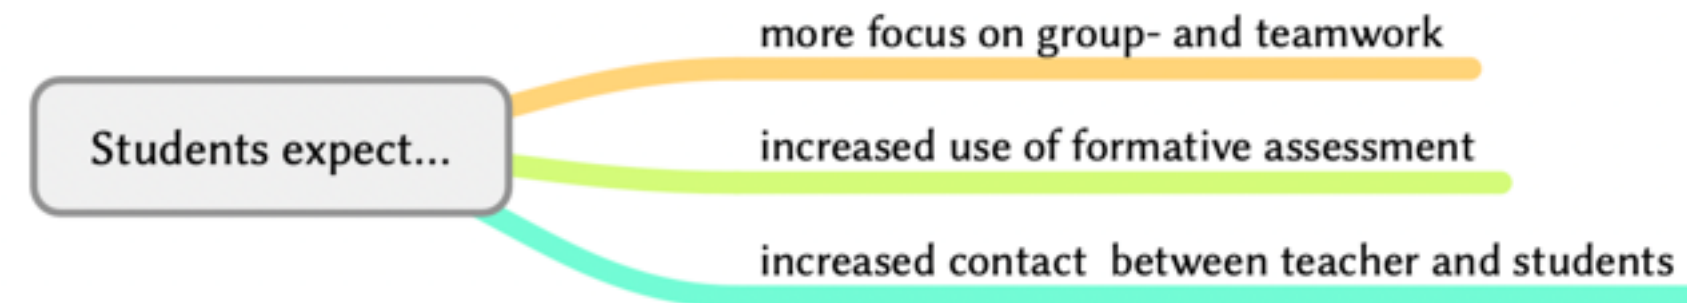 Students expect...
more focus on group- and teamwork
increased use of formative assessment
increased contact  between teacher and students